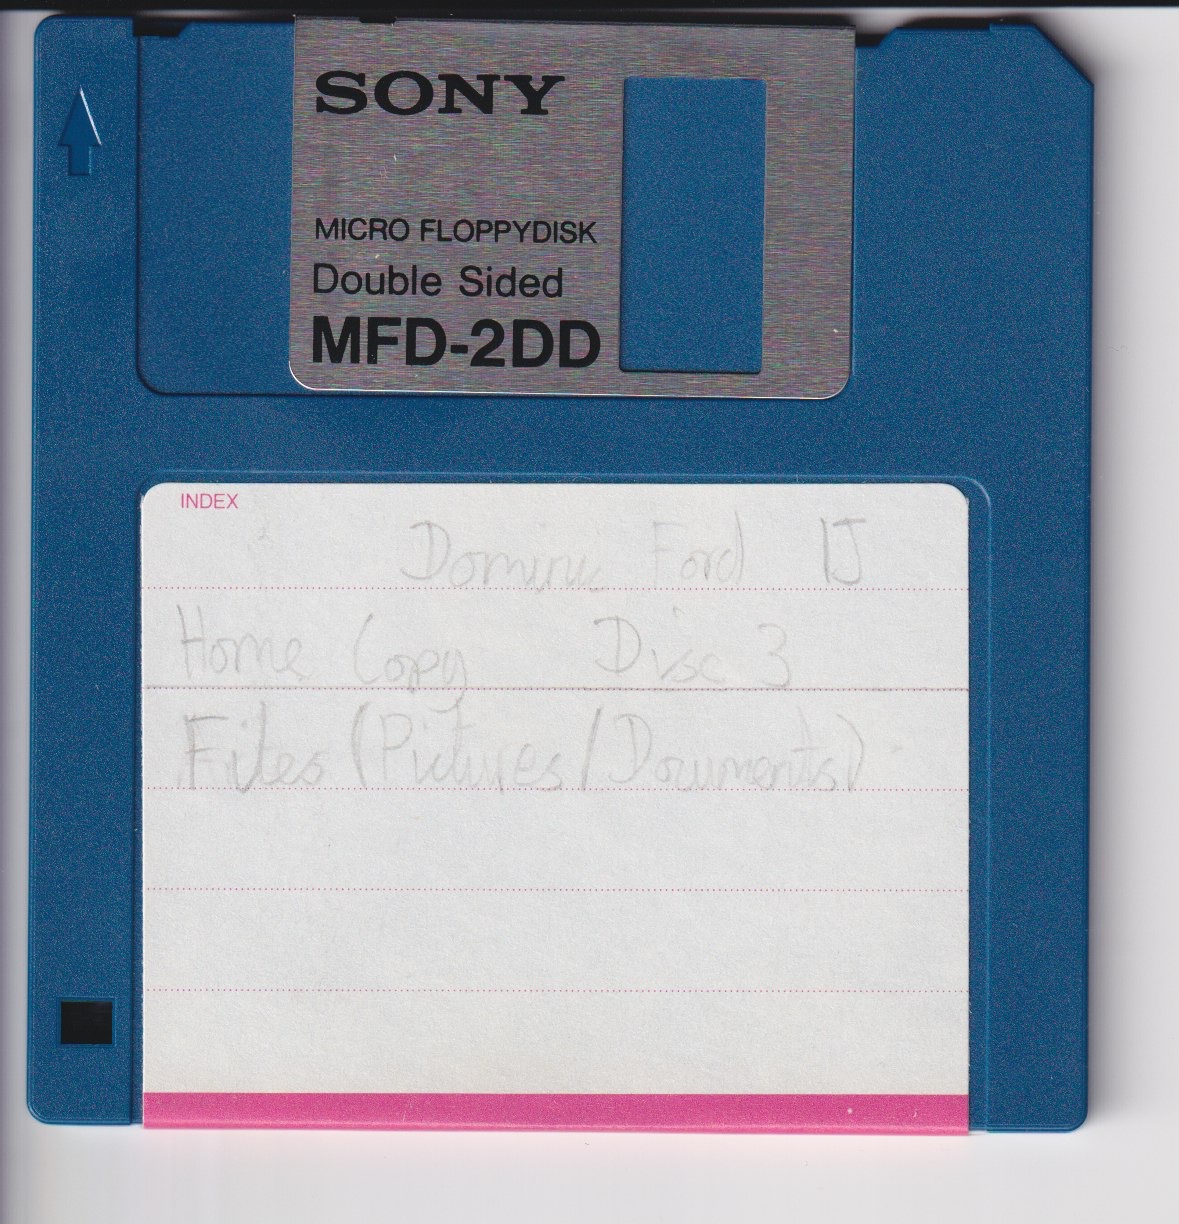 SONY
MICRO FLOPPYDISK
Double Sided
MFD-2DD
INDEX
Dominic Ford IJ
Home Copy Disc 3
Files (Pictures/Documents)